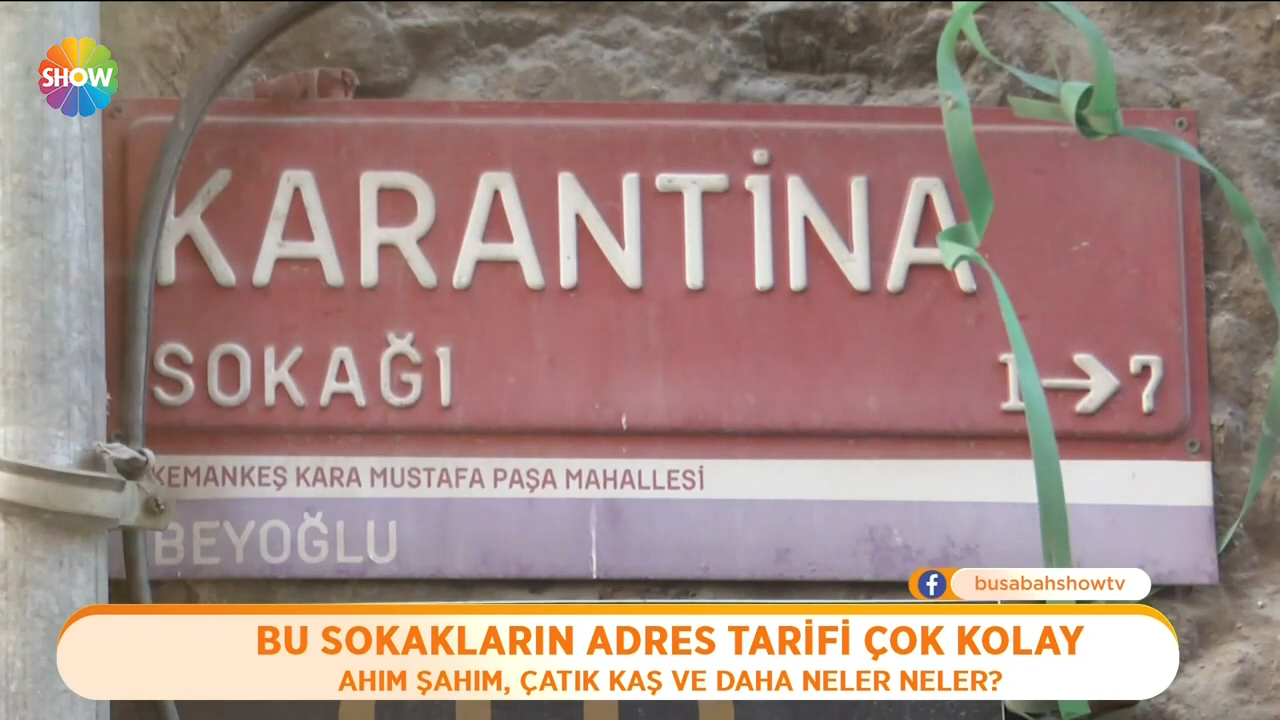 SHOW
KARANTİNA
SOKAĞI 1 → 7
KEMANKEŞ KARA MUSTAFA PAŞA MAHALLESİ
BEYOĞLU
busabahshowtv
BU SOKAKLARIN ADRES TARİFİ ÇOK KOLAY
AHIM ŞAHIM, ÇATIK KAŞ VE DAHA NELER NELER?